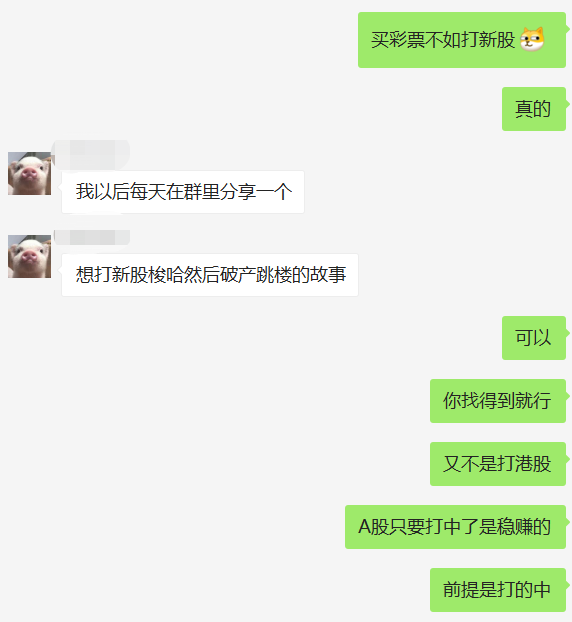 买彩票不如打新股
真的
我以后每天在群里分享一个
想打新股梭哈然后破产跳楼的故事
可以
你找得到就行
又不是打港股
A股只要打中了是稳赚的
前提是打的中